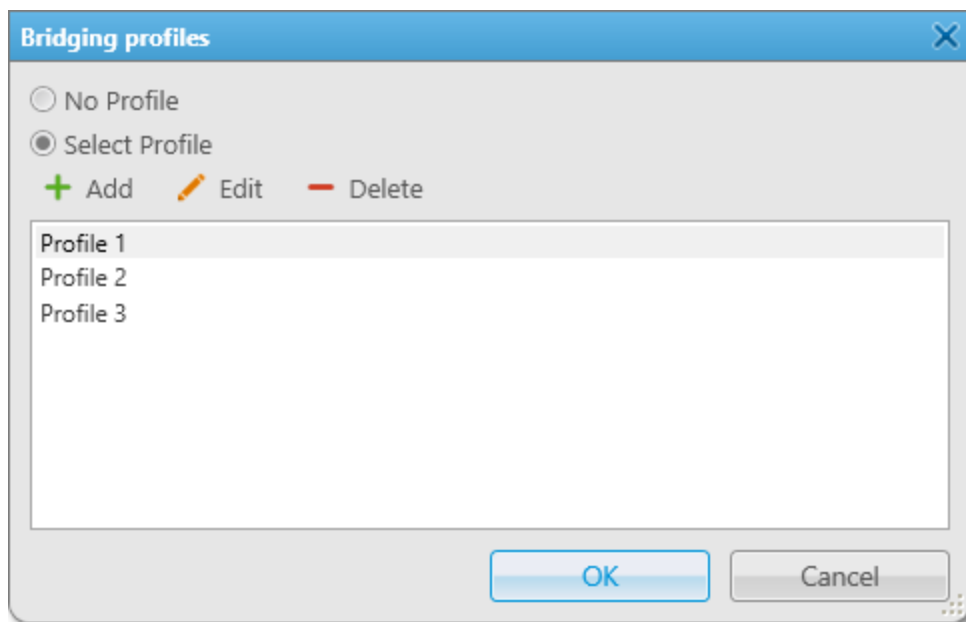 Bridging profiles
No Profile
Select Profile
Add Edit Delete
Profile 1
Profile 2
Profile 3
OK Cancel